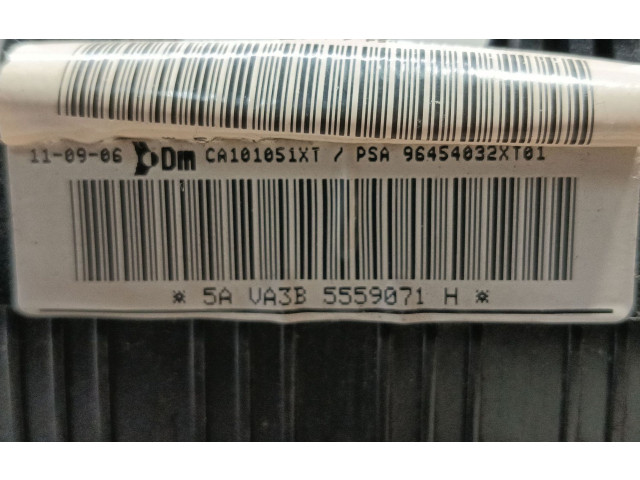 11-09-06 Dm CA101051XT / PSA 96454032XT01
* 5A VA3B 5559071 H *